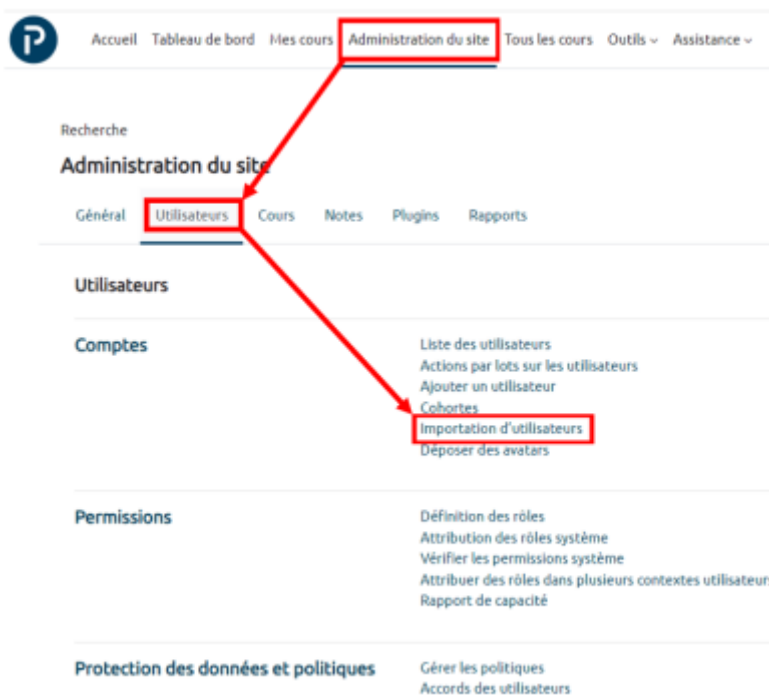 Accueil Tableau de bord Mes cours Administration du site Tous les cours Outils Assistance
Recherche
Administration du site
Général Utilisateurs Cours Notes Plugins Rapports
Utilisateurs
Comptes
Liste des utilisateurs
Actions par lots sur les utilisateurs
Ajouter un utilisateur
Cohortes
Importation d'utilisateurs
Déposer des avatars
Permissions
Définition des rôles
Attribution des rôles système
Vérifier les permissions système
Attribuer des rôles dans plusieurs contextes utilisateurs
Rapport de capacité
Protection des données et politiques
Gérer les politiques
Accords des utilisateurs